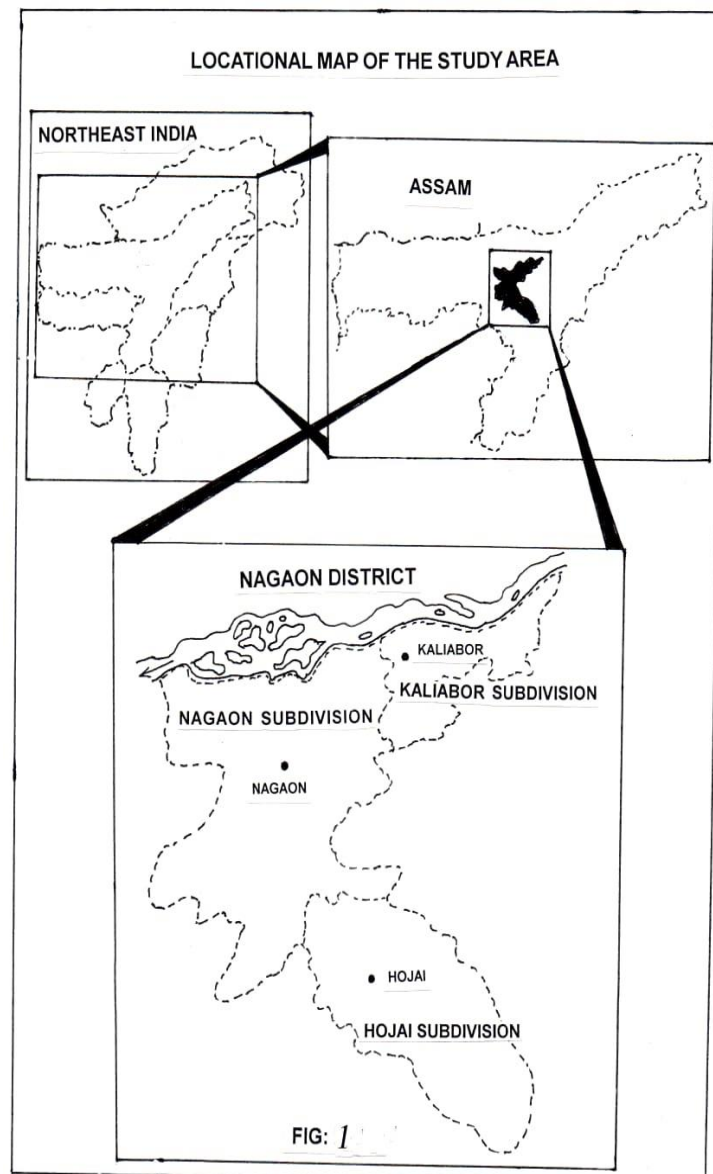 LOCATIONAL MAP OF THE STUDY AREA
NORTHEAST INDIA
ASSAM
NAGAON DISTRICT
KALIABOR
KALIABOR SUBDIVISION
NAGAON SUBDIVISION
NAGAON
HOJAI
HOJAI SUBDIVISION
FIG: 1